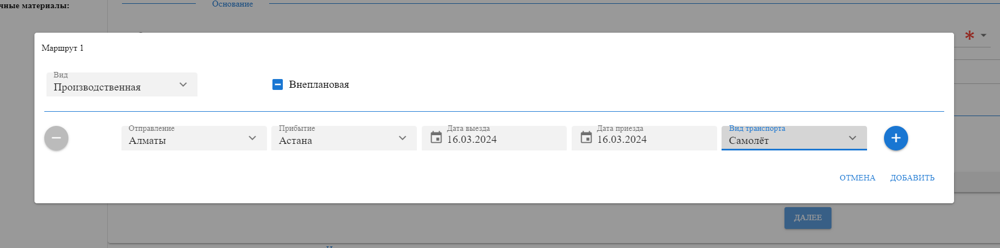 чные материалы:
Основание
Маршрут 1
Вид
Производственная
Внеплановая
Отправление
Алматы
Прибытие
Астана
Дата выезда
16.03.2024
Дата приезда
16.03.2024
Вид транспорта
Самолёт
ОТМЕНА
ДОБАВИТЬ
ДАЛЕЕ